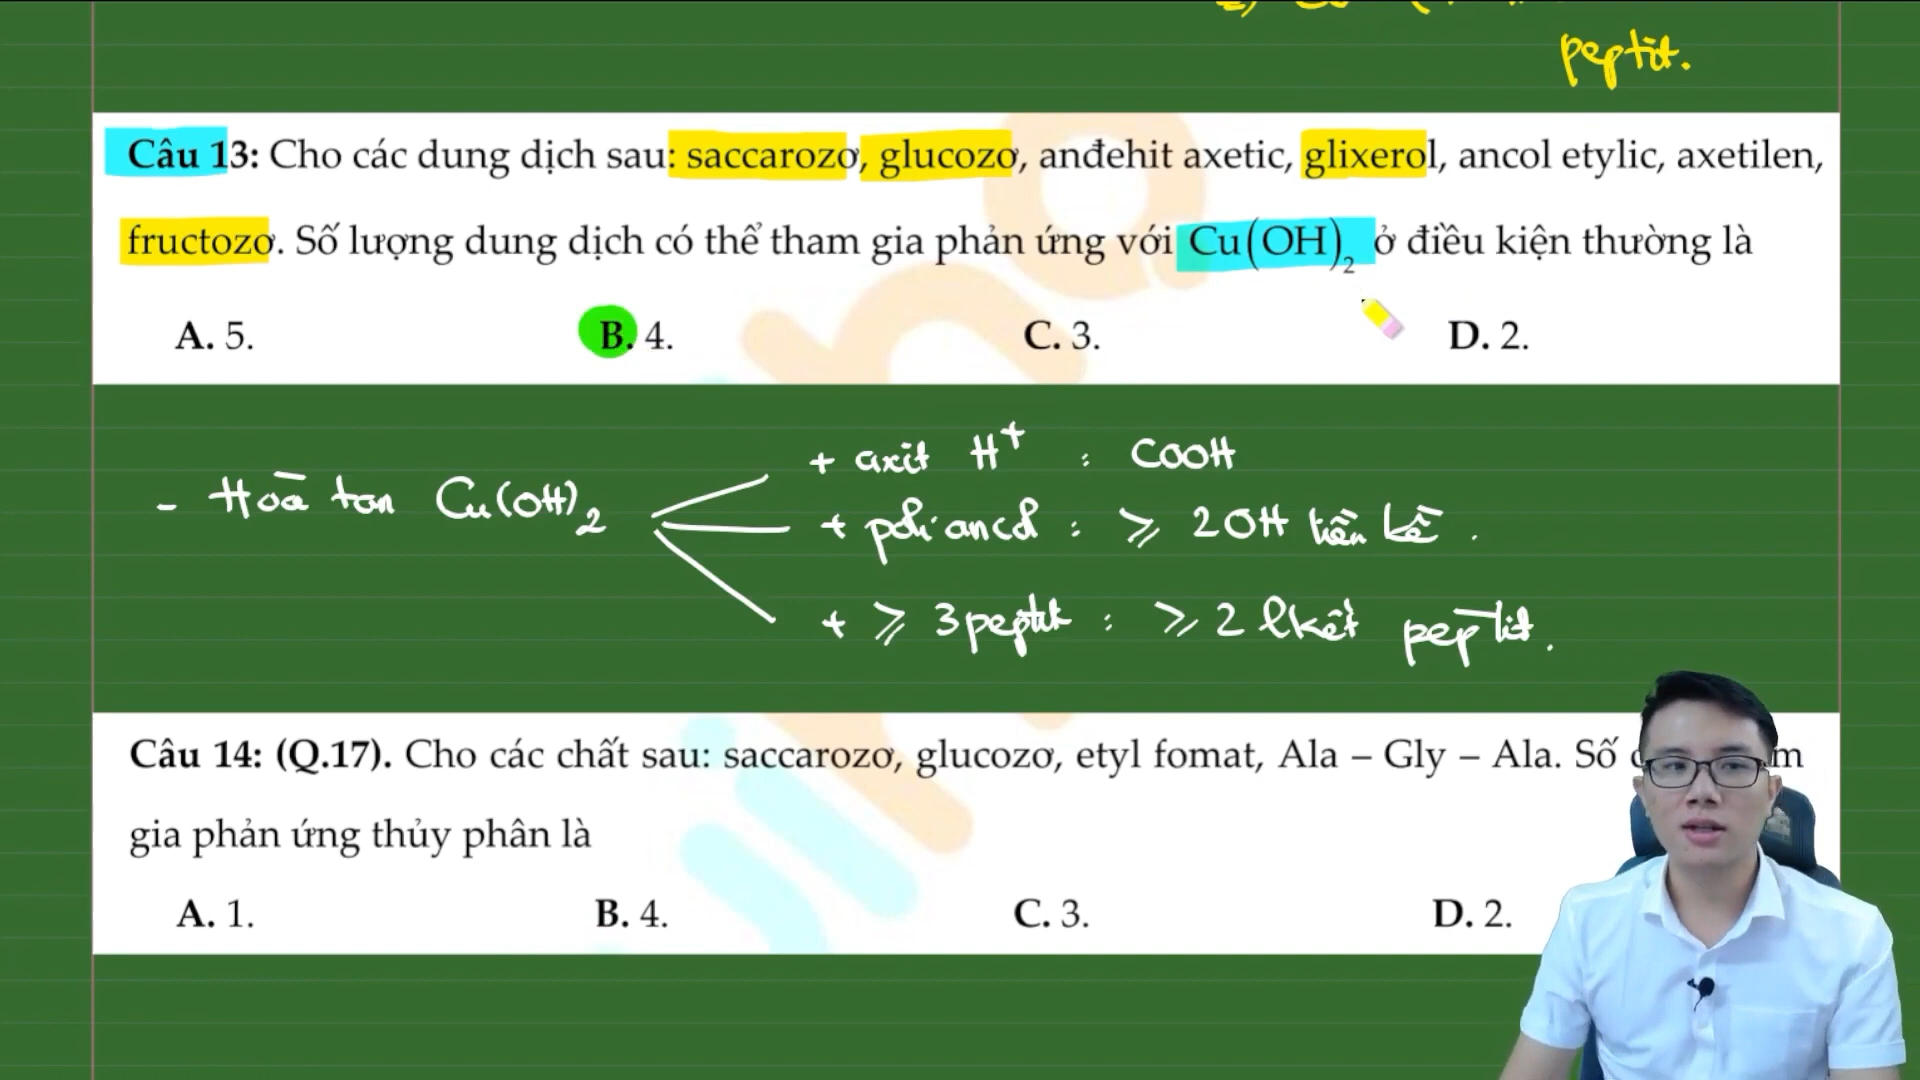 peptit.
Câu 13: Cho các dung dịch sau: saccarozơ, glucozơ, anđehit axetic, glixerol, ancol etylic, axetilen,
fructozơ. Số lượng dung dịch có thể tham gia phản ứng với Cu(OH)₂ ở điều kiện thường là
A. 5. B. 4. C. 3. D. 2.
+ axit H⁺ : COOH
- Hoà tan Cu(OH)₂
+ poliancol : ⩾ 2OH liền kề .
+ ⩾ 3peptit : ⩾ 2 lkết peptit.
Câu 14: (Q.17). Cho các chất sau: saccarozơ, glucozơ, etyl fomat, Ala – Gly – Ala. Số
gia phản ứng thủy phân là
A. 1. B. 4. C. 3. D. 2.